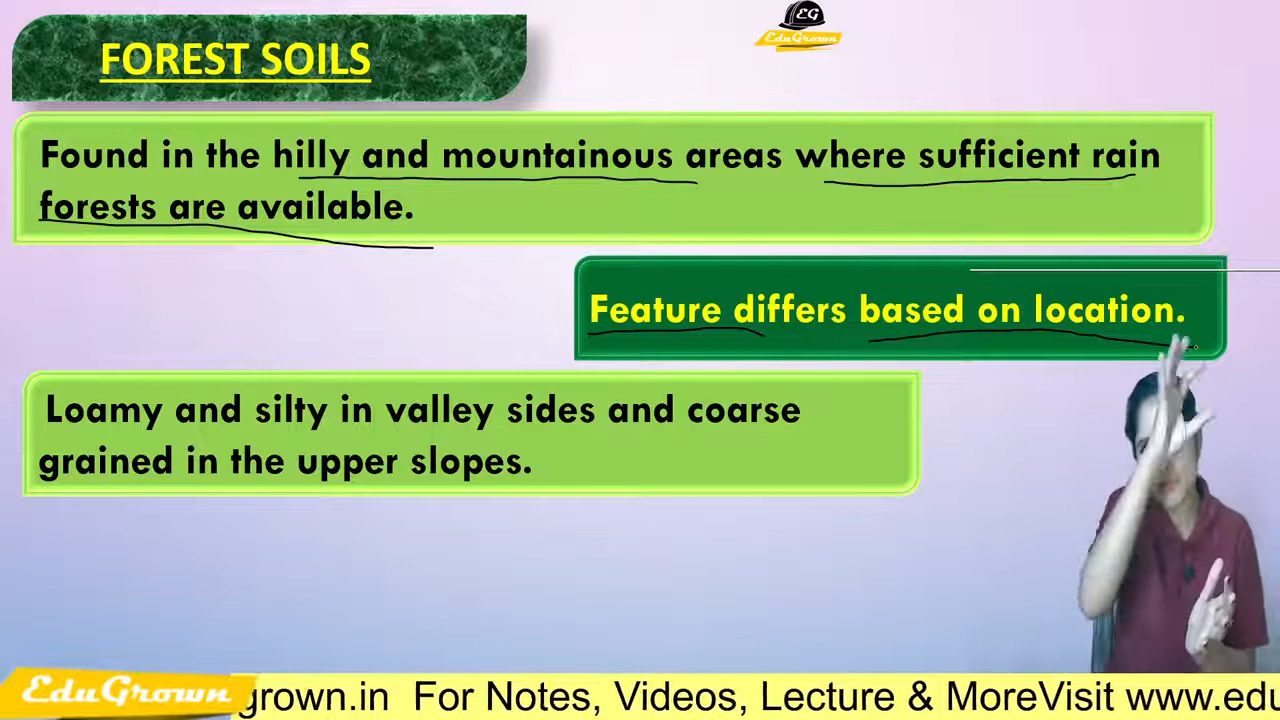 EG
EduGrown
FOREST SOILS
Found in the hilly and mountainous areas where sufficient rain
forests are available.
Feature differs based on location.
Loamy and silty in valley sides and coarse
grained in the upper slopes.
EduGrown grown.in For Notes, Videos, Lecture & MoreVisit www.edu